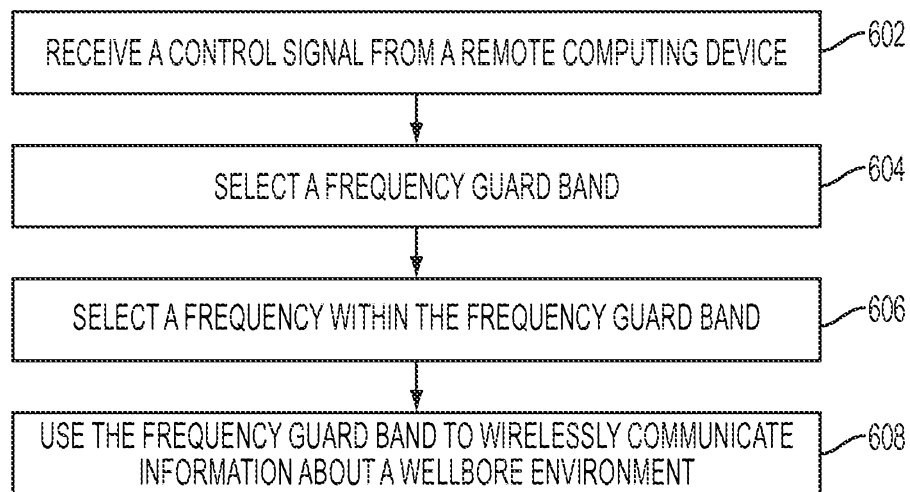 RECEIVE A CONTROL SIGNAL FROM A REMOTE COMPUTING DEVICE
602
SELECT A FREQUENCY GUARD BAND
604
SELECT A FREQUENCY WITHIN THE FREQUENCY GUARD BAND
606
USE THE FREQUENCY GUARD BAND TO WIRELESSLY COMMUNICATE
INFORMATION ABOUT A WELLBORE ENVIRONMENT
608